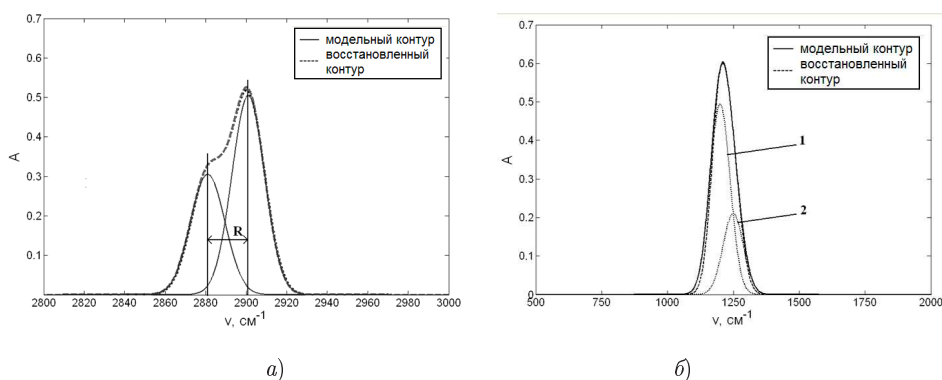 0.7
0.6
0.5
0.4
0.3
0.2
0.1
0
A
модельный контур
восстановленный
контур
R
2800 2820 2840 2860 2880 2900 2920 2940 2960 2980 3000
ν, см-1
а)
0.7
0.6
0.5
0.4
0.3
0.2
0.1
0
A
модельный контур
восстановленный
контур
1
2
500 750 1000 1250 1500 1750 2000
ν, см-1
б)